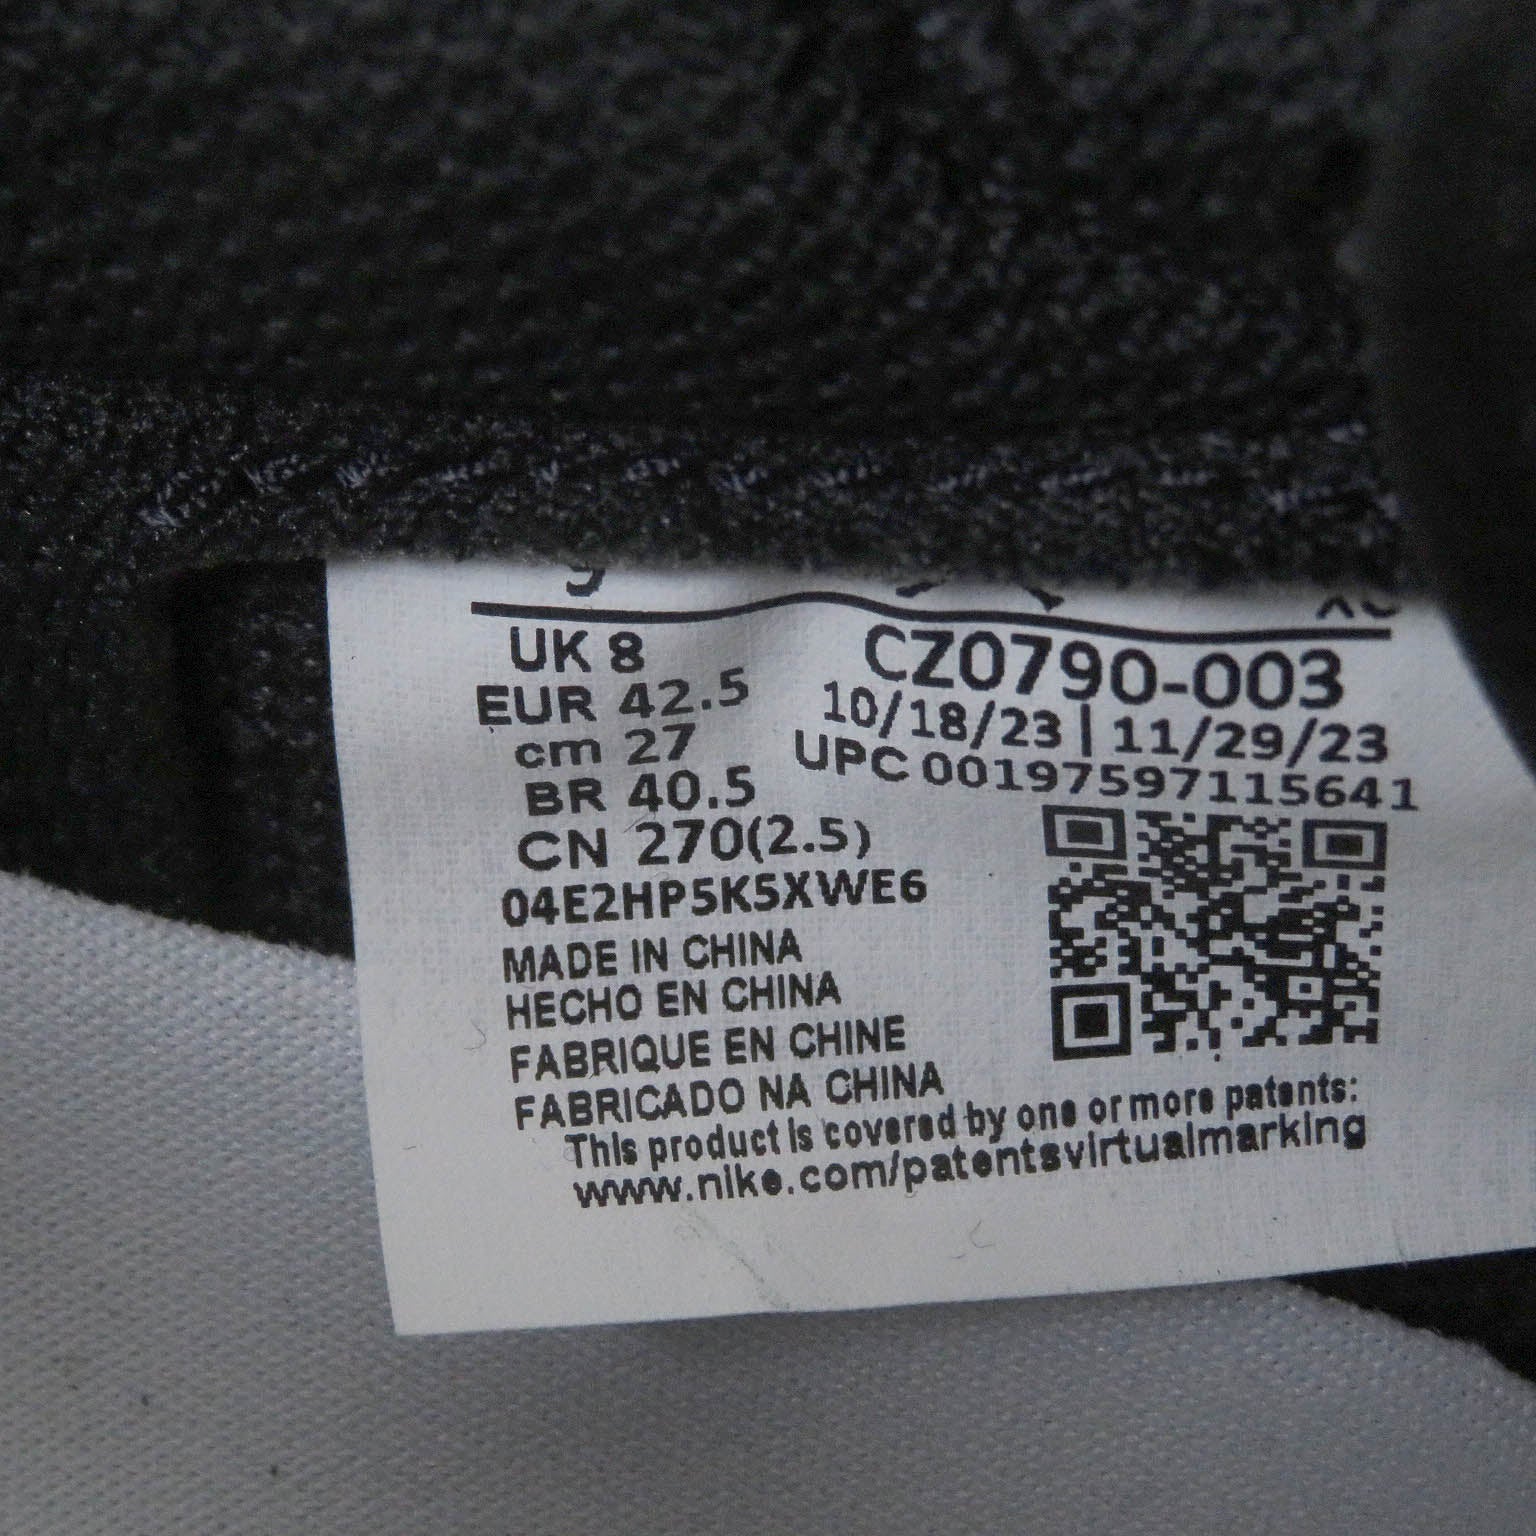 UK 8
EUR 42.5
cm 27
BR 40.5
CN 270(2.5)
04E2HP5K5XWE6
MADE IN CHINA
HECHO EN CHINA
FABRIQUE EN CHINE
FABRICADO NA CHINA
CZ0790-003
10/18/23 | 11/29/23
UPC 00197597115641
This product is covered by one or more patents:
www.nike.com/patentsvirtualmarking